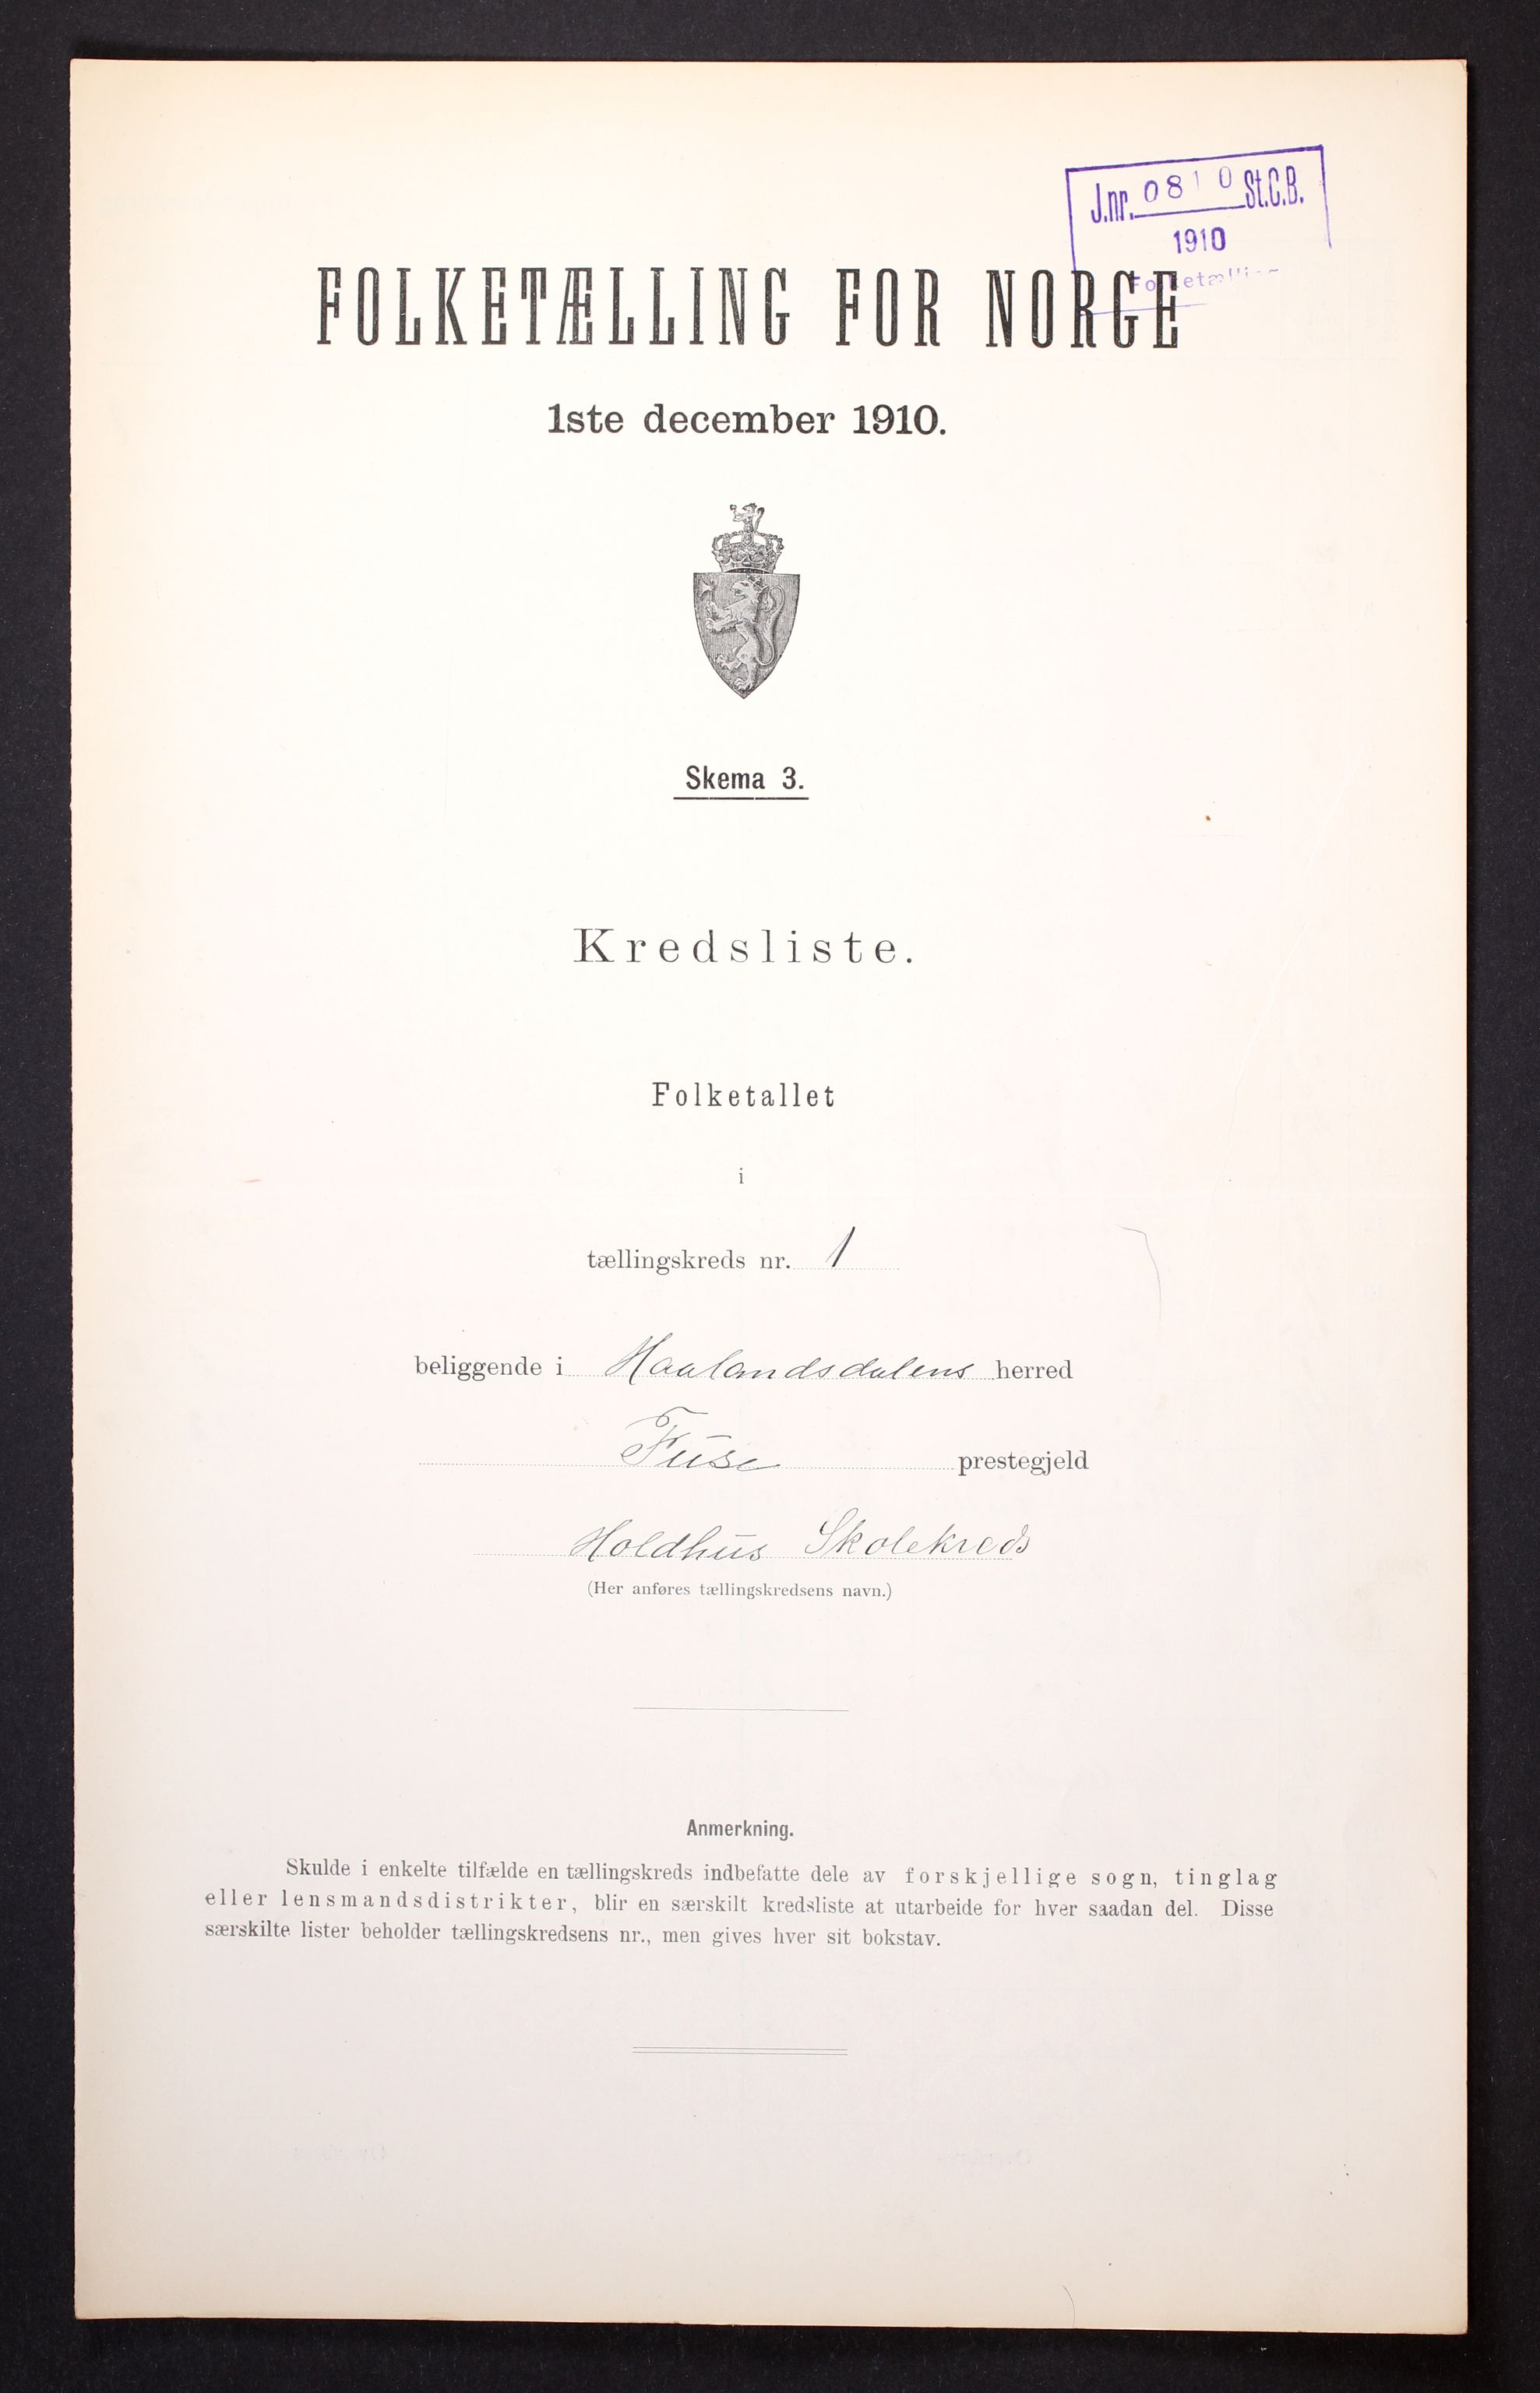 J.nr. 0810 St.C.B.
1910
FOLKETÆLLING FOR NORGE
1ste december 1910.
Skema 3.
Kredsliste.
Folketallet
i
tællingskreds nr. 1
beliggende i Haalandsdalens herred
Fuse prestegjeld
Holdhus Skolekreds
(Her anføres tællingskredsens navn.)
Anmerkning.
Skulde i enkelte tilfælde en tællingskreds indbefatte dele av forskjellige sogn, tinglag
eller lensmandsdistrikter, blir en særskilt kredsliste at utarbeide for hver saadan del. Disse
særskilte lister beholder tællingskredsens nr., men gives hver sit bokstav.